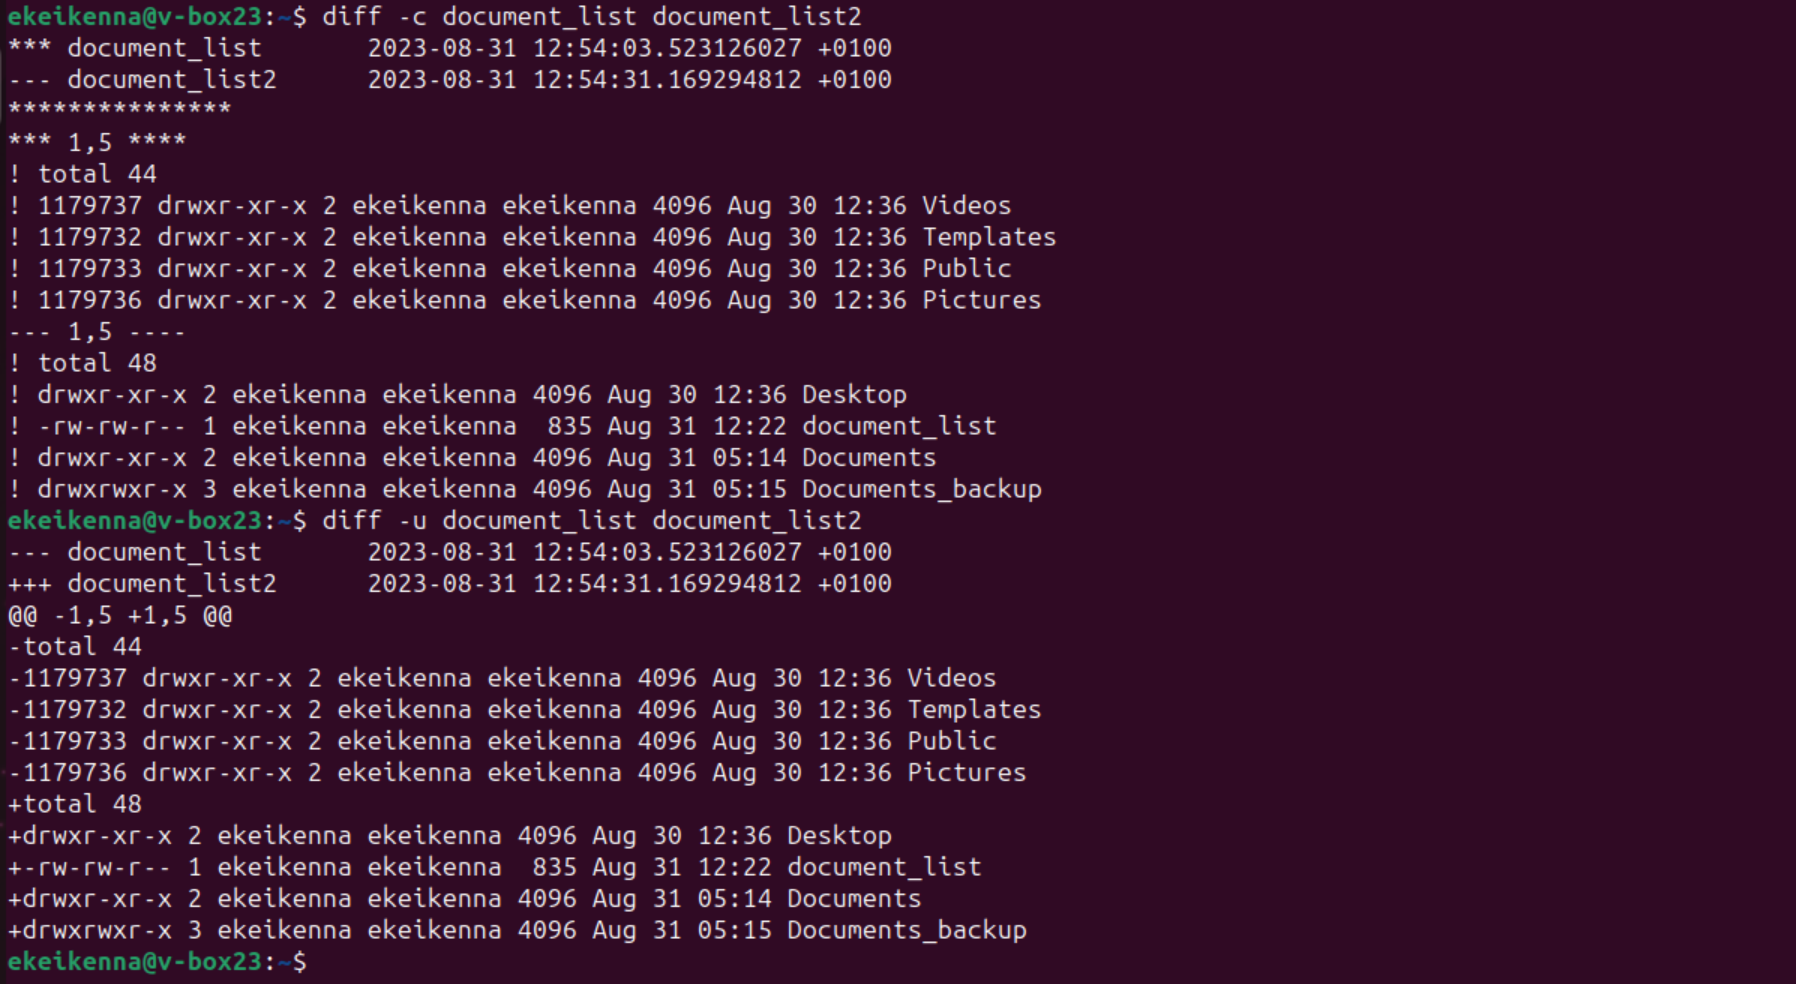 ekeikenna@v-box23:~$ diff -c document_list document_list2
*** document_list       2023-08-31 12:54:03.523126027 +0100
--- document_list2      2023-08-31 12:54:31.169294812 +0100
***************
*** 1,5 ****
! total 44
! 1179737 drwxr-xr-x 2 ekeikenna ekeikenna 4096 Aug 30 12:36 Videos
! 1179732 drwxr-xr-x 2 ekeikenna ekeikenna 4096 Aug 30 12:36 Templates
! 1179733 drwxr-xr-x 2 ekeikenna ekeikenna 4096 Aug 30 12:36 Public
! 1179736 drwxr-xr-x 2 ekeikenna ekeikenna 4096 Aug 30 12:36 Pictures
--- 1,5 ----
! total 48
! drwxr-xr-x 2 ekeikenna ekeikenna 4096 Aug 30 12:36 Desktop
! -rw-rw-r-- 1 ekeikenna ekeikenna  835 Aug 31 12:22 document_list
! drwxr-xr-x 2 ekeikenna ekeikenna 4096 Aug 31 05:14 Documents
! drwxrwxr-x 3 ekeikenna ekeikenna 4096 Aug 31 05:15 Documents_backup
ekeikenna@v-box23:~$ diff -u document_list document_list2
--- document_list       2023-08-31 12:54:03.523126027 +0100
+++ document_list2      2023-08-31 12:54:31.169294812 +0100
@@ -1,5 +1,5 @@
-total 44
-1179737 drwxr-xr-x 2 ekeikenna ekeikenna 4096 Aug 30 12:36 Videos
-1179732 drwxr-xr-x 2 ekeikenna ekeikenna 4096 Aug 30 12:36 Templates
-1179733 drwxr-xr-x 2 ekeikenna ekeikenna 4096 Aug 30 12:36 Public
-1179736 drwxr-xr-x 2 ekeikenna ekeikenna 4096 Aug 30 12:36 Pictures
+total 48
+drwxr-xr-x 2 ekeikenna ekeikenna 4096 Aug 30 12:36 Desktop
+-rw-rw-r-- 1 ekeikenna ekeikenna  835 Aug 31 12:22 document_list
+drwxr-xr-x 2 ekeikenna ekeikenna 4096 Aug 31 05:14 Documents
+drwxrwxr-x 3 ekeikenna ekeikenna 4096 Aug 31 05:15 Documents_backup
ekeikenna@v-box23:~$